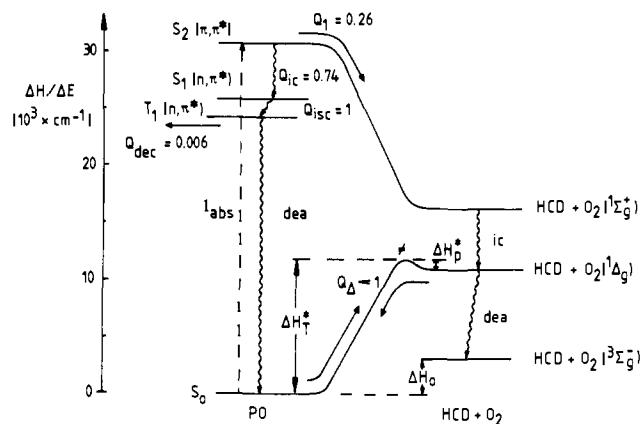 S₂ |π,π*|
Q₁ = 0.26
30
ΔH/ΔE
|10³ × cm⁻¹|
S₁ |n,π*)
Q_ic = 0.74
T₁ |n,π*)
Q_isc = 1
Q_dec = 0.006
20
I_abs
dea
HCD + O₂|¹Σg⁺)
ic
≠
ΔH_p*
HCD + O₂|¹Δg)
10
ΔH_T*
Q_Δ ≪ 1
dea
HCD + O₂|³Σg⁻)
ΔH₀
0
S₀
PO
HCD + O₂